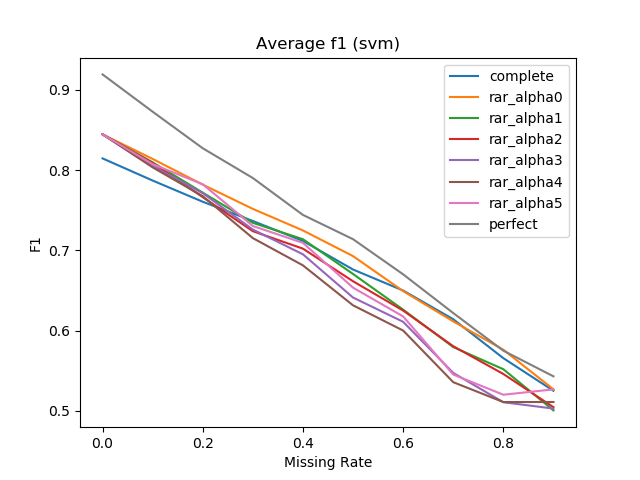 Average f1 (svm)
complete
rar_alpha0
rar_alpha1
rar_alpha2
rar_alpha3
rar_alpha4
rar_alpha5
perfect
F1
0.9
0.8
0.7
0.6
0.5
0.0 0.2 0.4 0.6 0.8
Missing Rate